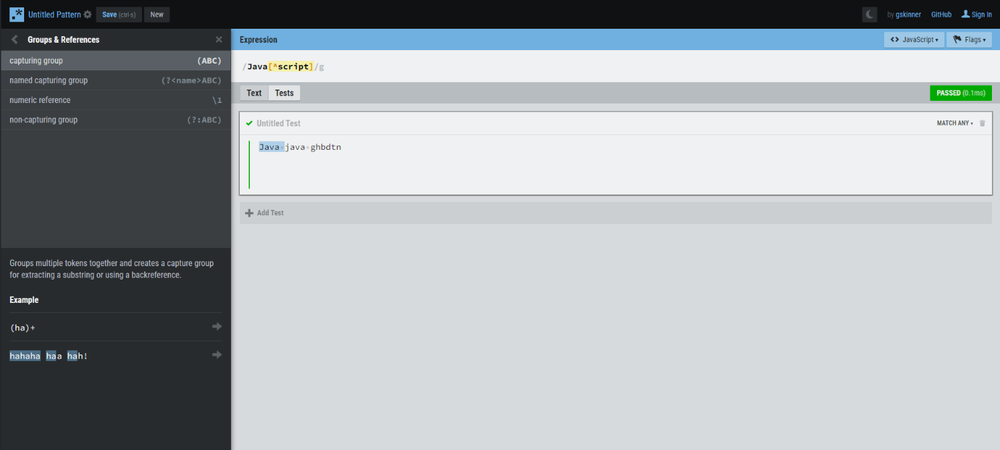 Untitled Pattern Save (ctrl-s) New by gskinner GitHub Sign In
Groups & References
capturing group (ABC)
named capturing group (?<name>ABC)
numeric reference \1
non-capturing group (?:ABC)
Groups multiple tokens together and creates a capture group
for extracting a substring or using a backreference.
Example
(ha)+
hahaha haa hah!
Expression JavaScript Flags
/Java[^script]/g
Text Tests PASSED (0.1ms)
Untitled Test MATCH ANY
Java java ghbdtn
Add Test